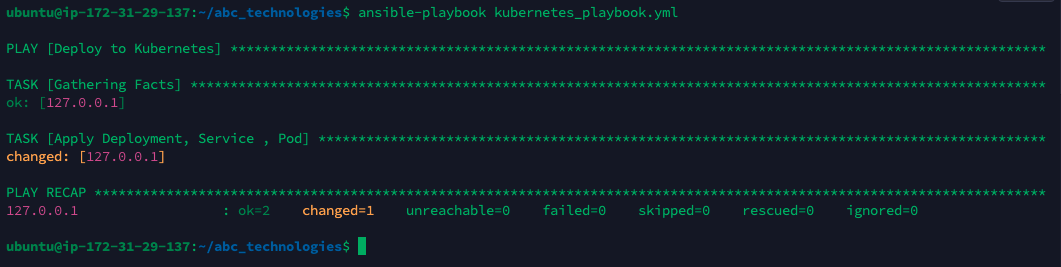 ubuntu@ip-172-31-29-137:~/abc_technologies$ ansible-playbook kubernetes_playbook.yml
PLAY [Deploy to Kubernetes] ******************************************************************************************************
TASK [Gathering Facts] ***********************************************************************************************************
ok: [127.0.0.1]
TASK [Apply Deployment, Service , Pod] *******************************************************************************************
changed: [127.0.0.1]
PLAY RECAP ***********************************************************************************************************************
127.0.0.1                  : ok=2    changed=1    unreachable=0    failed=0    skipped=0    rescued=0    ignored=0
ubuntu@ip-172-31-29-137:~/abc_technologies$